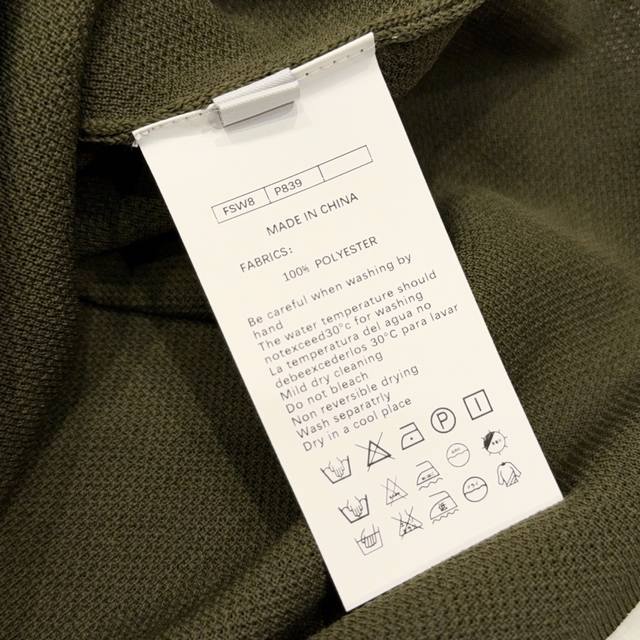 FSW8 P839
MADE IN CHINA
FABRICS:
100% POLYESTER
Be careful when washing by
hand
The water temperature should
notexceed30°c for washing
La temperatura del agua no
debeexcederlos 30°C para lavar
Mild dry cleaning
Do not bleach
Non reversible drying
Wash separatrly
Dry in a cool place
P